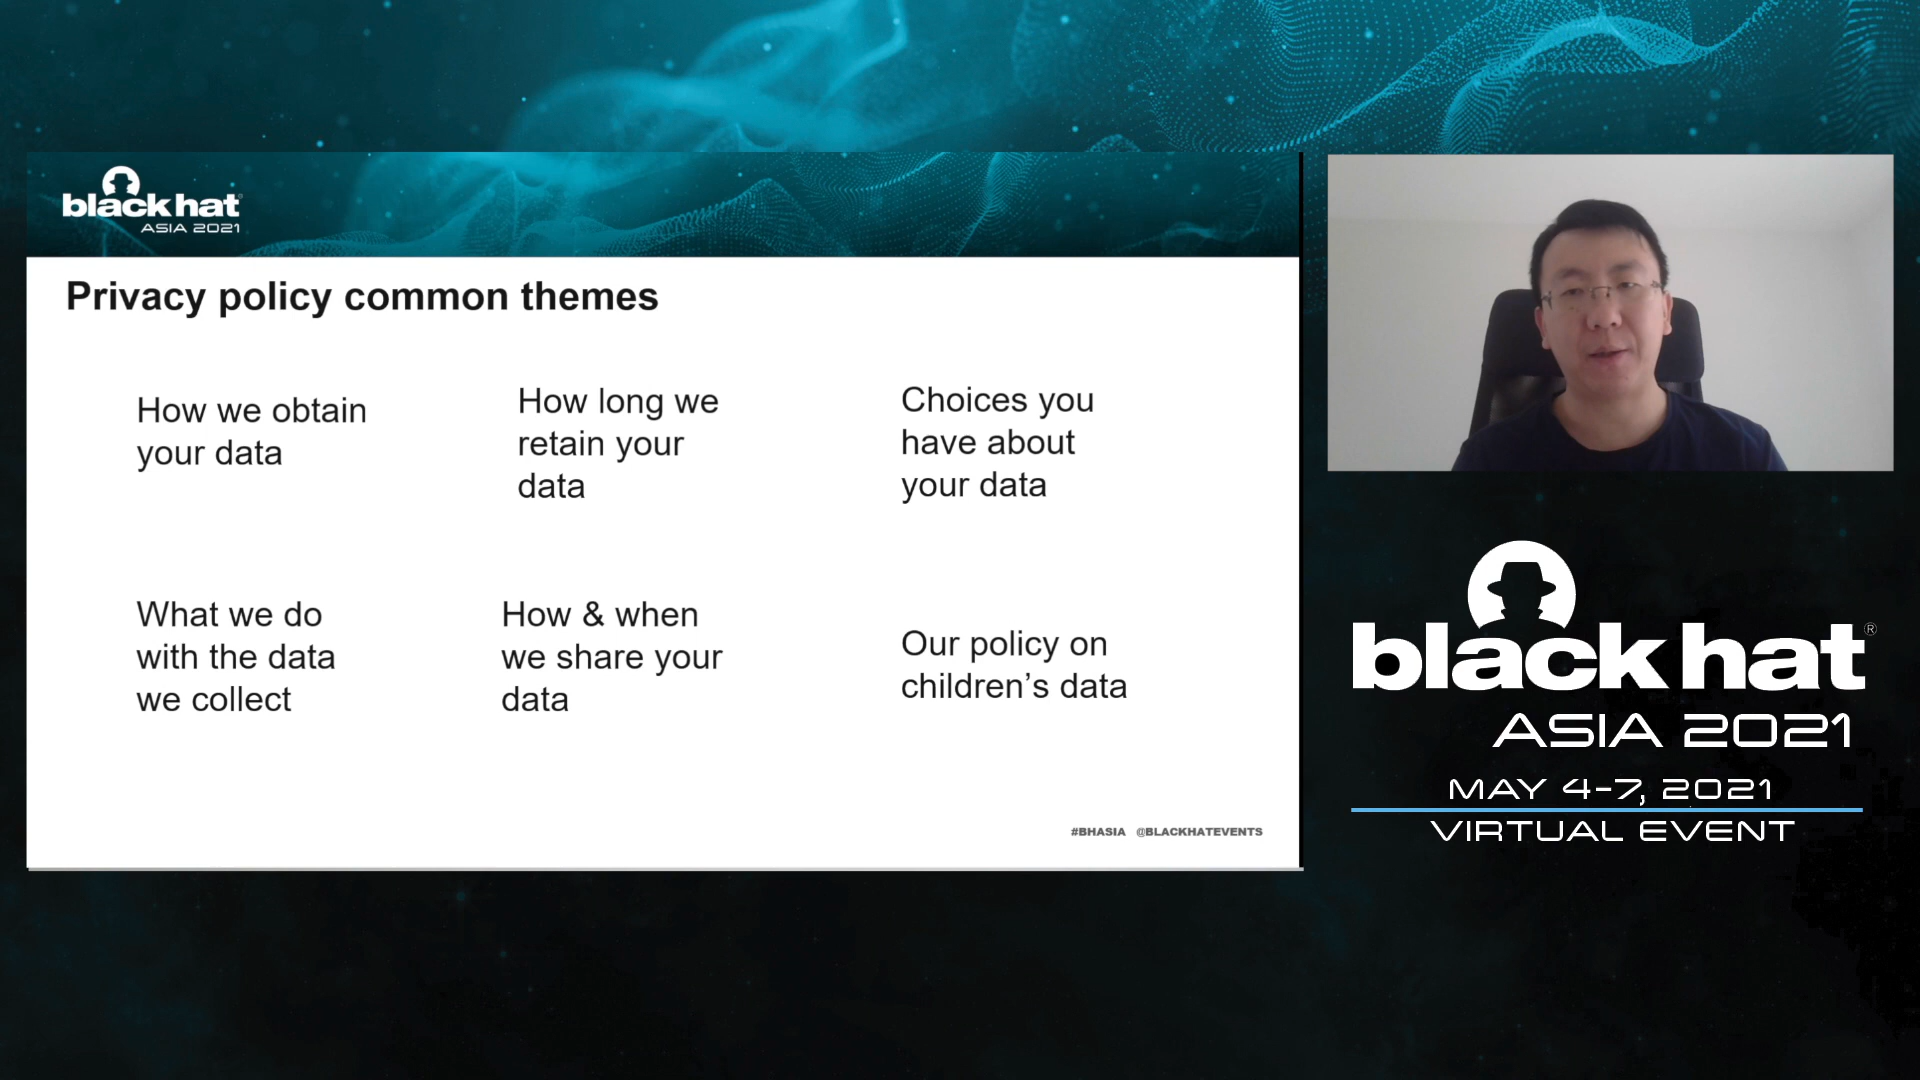 black hat
ASIA 2021
Privacy policy common themes
How we obtain
your data
How long we
retain your
data
Choices you
have about
your data
What we do
with the data
we collect
How & when
we share your
data
Our policy on
children’s data
#BHASIA @BLACKHATEVENTS
black hat®
ASIA 2021
MAY 4-7, 2021
VIRTUAL EVENT